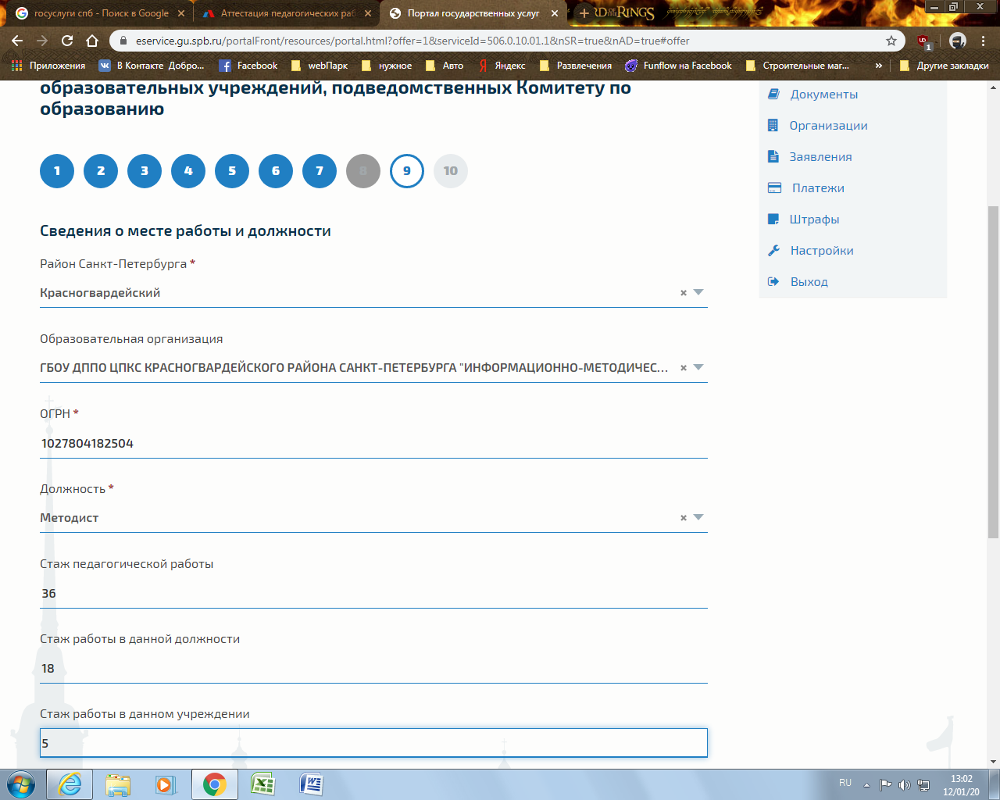 госуслуги спб - Поиск в Google
Аттестация педагогических раб
Портал государственных услуг
RD OF THE RINGS
eservice.gu.spb.ru/portalFront/resources/portal.html?offer=1&serviceId=506.0.10.01.1&nSR=true&nAD=true#offer
1
Приложения
В Контакте Добро...
Facebook
webПарк
нужное
Авто
Яндекс
Развлечения
Funflow на Facebook
Строительные маг...
»
Другие закладки
образовательных учреждений, подведомственных Комитету по
образованию
1 2 3 4 5 6 7 8 9 10
Сведения о месте работы и должности
Район Санкт-Петербурга *
Красногвардейский
Образовательная организация
ГБОУ ДППО ЦПКС КРАСНОГВАРДЕЙСКОГО РАЙОНА САНКТ-ПЕТЕРБУРГА "ИНФОРМАЦИОННО-МЕТОДИЧЕС...
ОГРН *
1027804182504
Должность *
Методист
Стаж педагогической работы
36
Стаж работы в данной должности
18
Стаж работы в данном учреждении
5
Документы
Организации
Заявления
Платежи
Штрафы
Настройки
Выход
RU
13:02
12/01/20